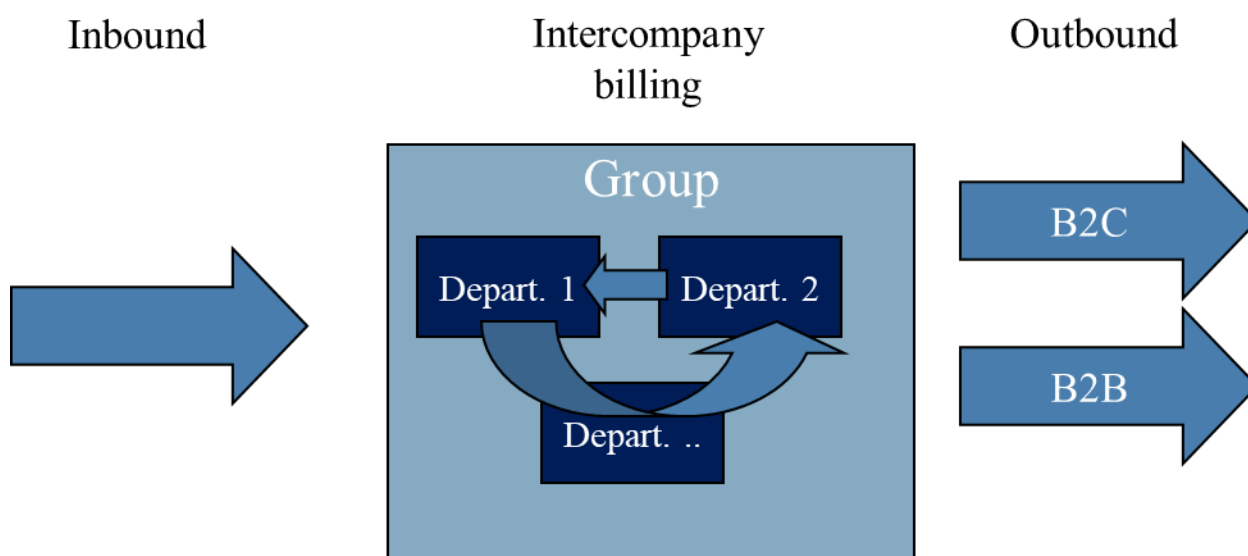 Inbound
Intercompany
billing
Outbound
Group
Depart. 1
Depart. 2
Depart. ..
B2C
B2B